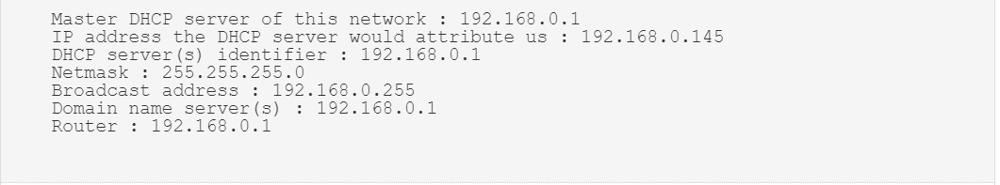 Master DHCP server of this network : 192.168.0.1
IP address the DHCP server would attribute us : 192.168.0.145
DHCP server(s) identifier : 192.168.0.1
Netmask : 255.255.255.0
Broadcast address : 192.168.0.255
Domain name server(s) : 192.168.0.1
Router : 192.168.0.1